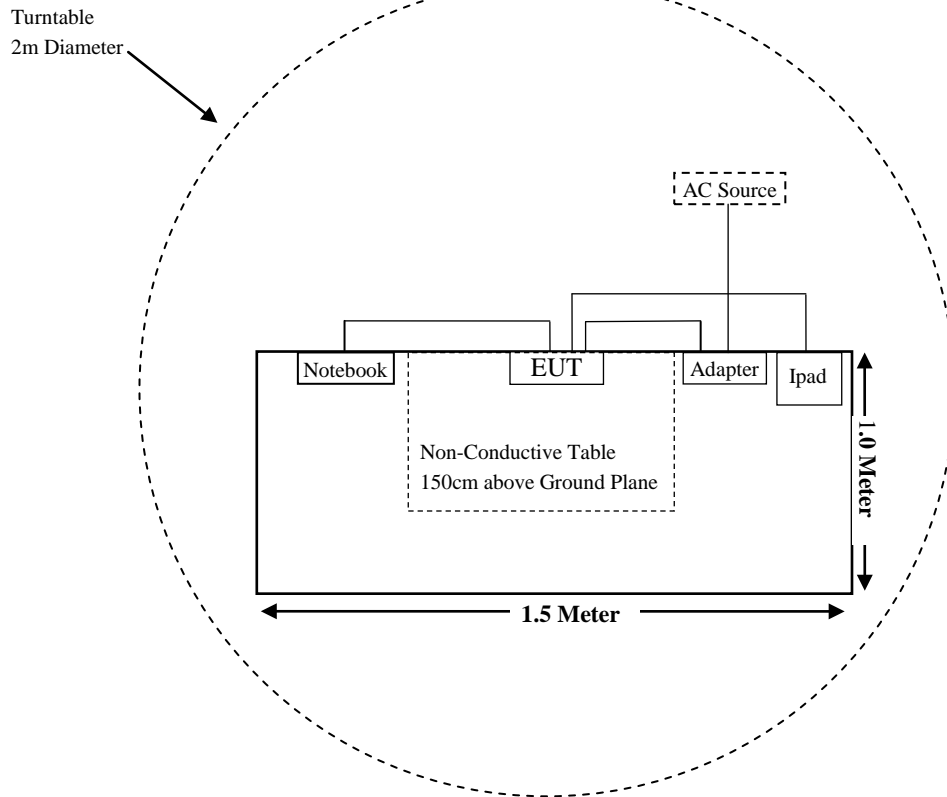 Turntable
2m Diameter
AC Source
Notebook
EUT
Adapter
Ipad
Non-Conductive Table
150cm above Ground Plane
1.0 Meter
1.5 Meter